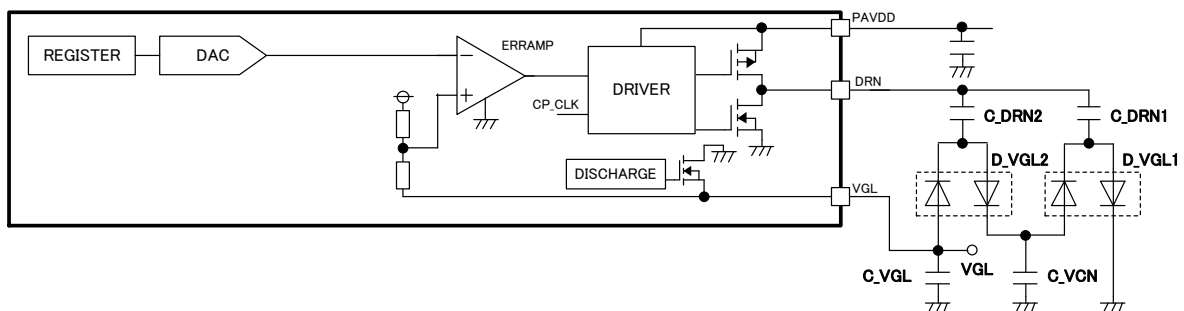 PAVDD
REGISTER
DAC
ERRAMP
DRIVER
CP_CLK
DRN
C_DRN2
C_DRN1
DISCHARGE
D_VGL2
D_VGL1
VGL
C_VGL
VGL
C_VCN